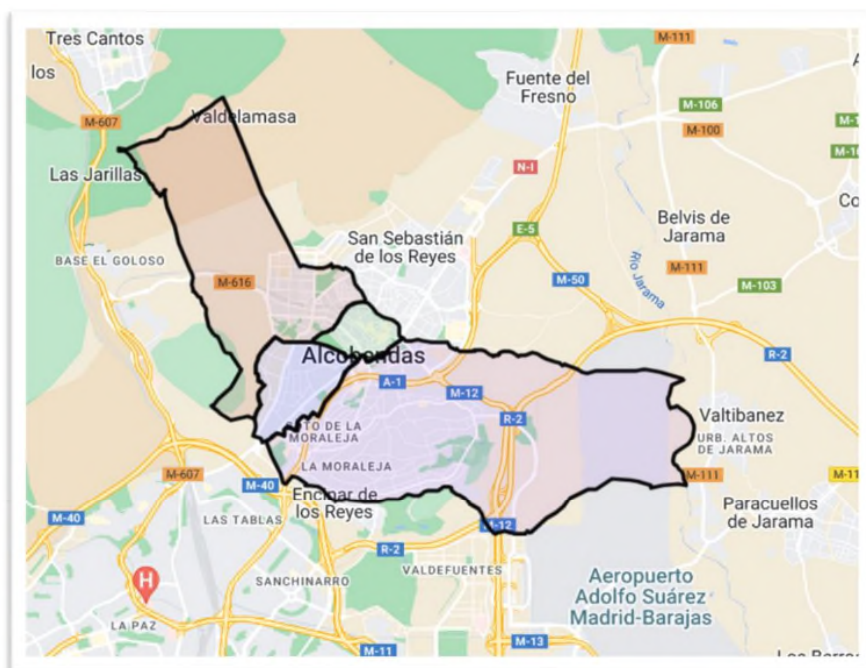 Tres Cantos
los
M-111
Fuente del
Fresno
M-607
Valdelamasa
M-106
M-100
Las Jarillas
N-I
Co
Belvis de
Jarama
San Sebastián
de los Reyes
E-5
BASE EL GOLOSO
M-616
M-50
Río Jarama
M-111
M-103
Alcobendas
R-2
A-1
M-12
R-2
Valtibanez
URB. ALTOS
DE JARAMA
MORALEJA
LA MORALEJA
M-607
M-40
M-111
M-11
Encinar de
los Reyes
M-40
LAS TABLAS
Paracuellos
de Jarama
M-12
R-2
VALDEFUENTES
SANCHINARRO
H
LA PAZ
Aeropuerto
Adolfo Suárez
Madrid-Barajas
M-11
M-13